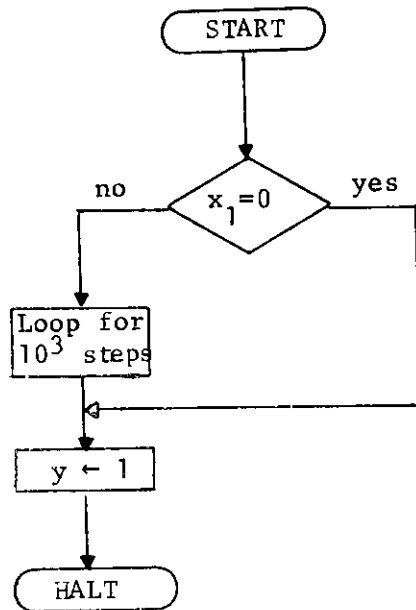 START
no
yes
x₁=0
Loop for
10³ steps
y ← 1
HALT